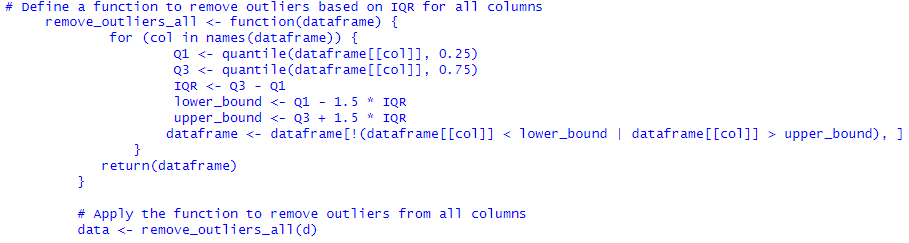 # Define a function to remove outliers based on IQR for all columns
remove_outliers_all <- function(dataframe) {
for (col in names(dataframe)) {
Q1 <- quantile(dataframe[[col]], 0.25)
Q3 <- quantile(dataframe[[col]], 0.75)
IQR <- Q3 - Q1
lower_bound <- Q1 - 1.5 * IQR
upper_bound <- Q3 + 1.5 * IQR
dataframe <- dataframe[!(dataframe[[col]] < lower_bound | dataframe[[col]] > upper_bound), ]
}
return(dataframe)
}
# Apply the function to remove outliers from all columns
data <- remove_outliers_all(d)